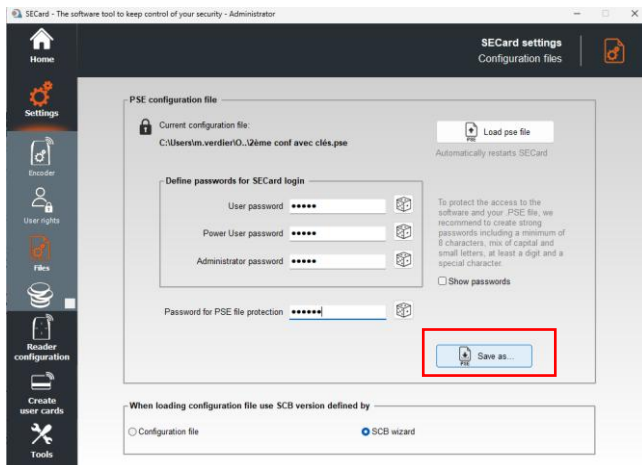 SECard - The software tool to keep control of your security - Administrator
Home
SECard settings
Configuration files
Settings
Encoder
User rights
Files
Reader
configuration
Create
user cards
Tools
PSE configuration file
Current configuration file:
C:\Users\m.verdier\O..\2ème conf avec clés.pse
PSE
Load pse file
Automatically restarts SECard
Define passwords for SECard login
User password •••••
Power User password •••••
Administrator password •••••
To protect the access to the
software and your .PSE file, we
recommend to create strong
passwords including a minimum of
8 characters, mix of capital and
small letters, at least a digit and a
special character.
Show passwords
Password for PSE file protection ••••••
PSE
Save as...
When loading configuration file use SCB version defined by
Configuration file
SCB wizard